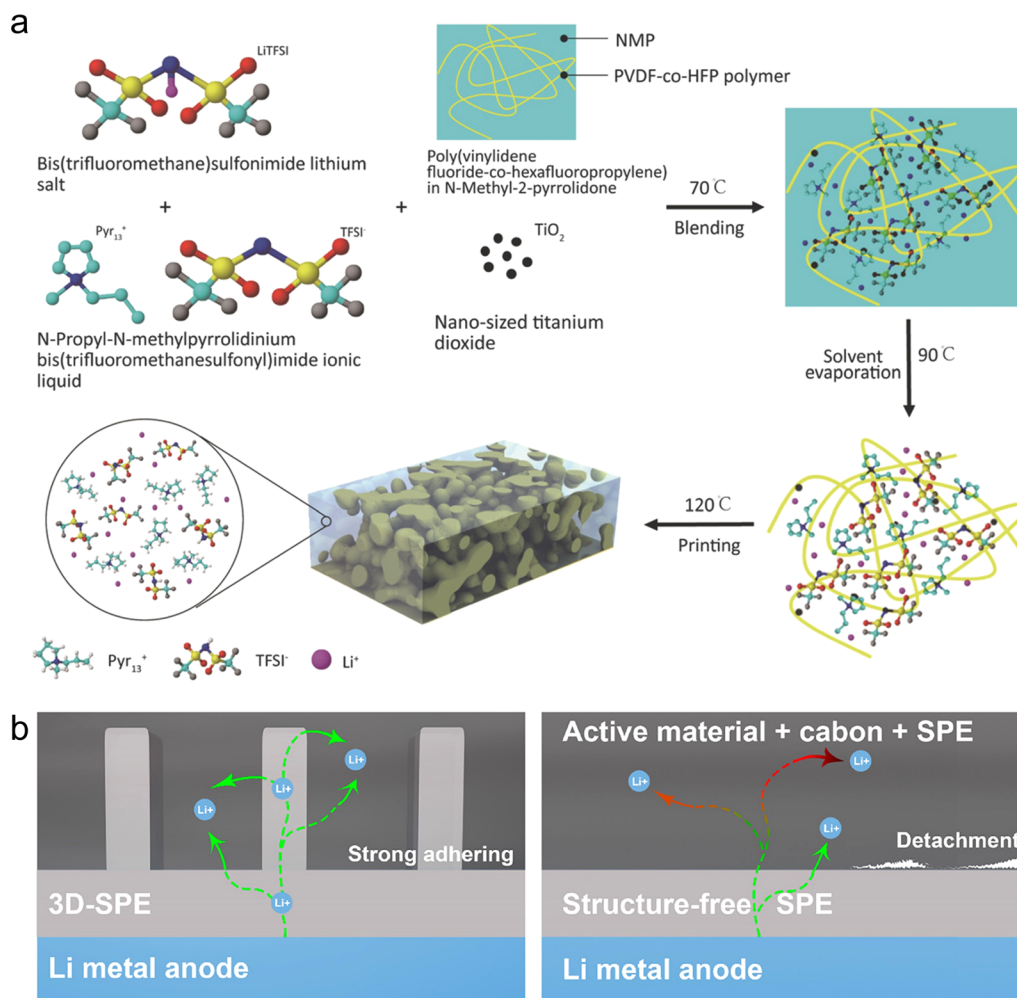 a
LiTFSI
Bis(trifluoromethane)sulfonimide lithium
salt
+
Pyr13+
TFSI-
N-Propyl-N-methylpyrrolidinium
bis(trifluoromethanesulfonyl)imide ionic
liquid
+
NMP
PVDF-co-HFP polymer
Poly(vinylidene
fluoride-co-hexafluoropropylene)
in N-Methyl-2-pyrrolidone
TiO2
Nano-sized titanium
dioxide
70℃
Blending
Solvent
evaporation
90℃
120℃
Printing
Pyr13+
TFSI-
Li+
b
Li+
Li+
Li+
Li+
Strong adhering
3D-SPE
Li metal anode
Active material + cabon + SPE
Li+
Li+
Li+
Detachment
Structure-free SPE
Li metal anode